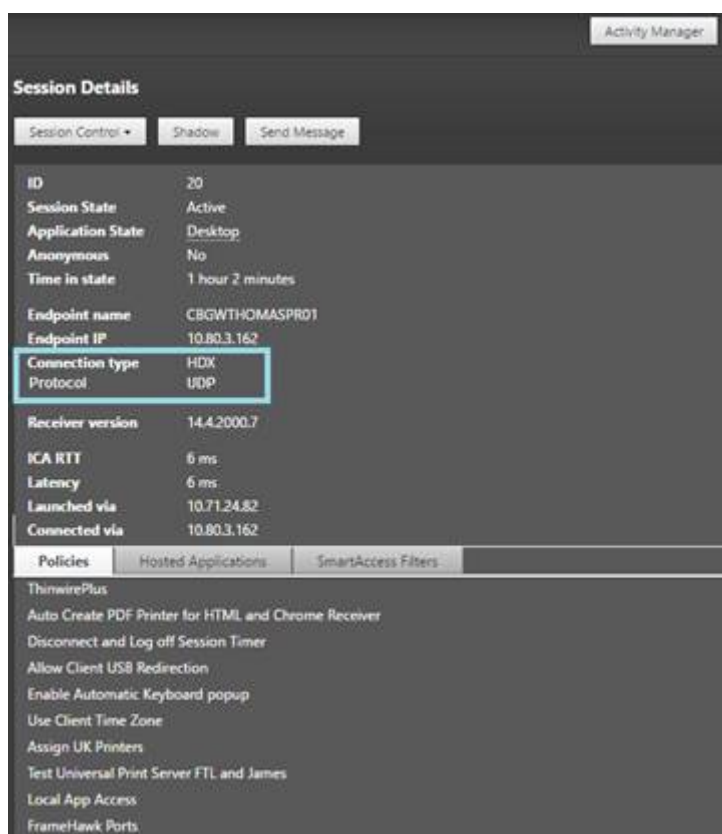 Activity Manager
Session Details
Session Control Shadow Send Message
ID 20
Session State Active
Application State Desktop
Anonymous No
Time in state 1 hour 2 minutes
Endpoint name CBGWTHOMASPR01
Endpoint IP 10.80.3.162
Connection type HDX
Protocol UDP
Receiver version 14.4.2000.7
ICA RTT 6 ms
Latency 6 ms
Launched via 10.71.24.82
Connected via 10.80.3.162
Policies Hosted Applications SmartAccess Filters
ThinwirePlus
Auto Create PDF Printer for HTML and Chrome Receiver
Disconnect and Log off Session Timer
Allow Client USB Redirection
Enable Automatic Keyboard popup
Use Client Time Zone
Assign UK Printers
Test Universal Print Server FTL and James
Local App Access
FrameHawk Ports